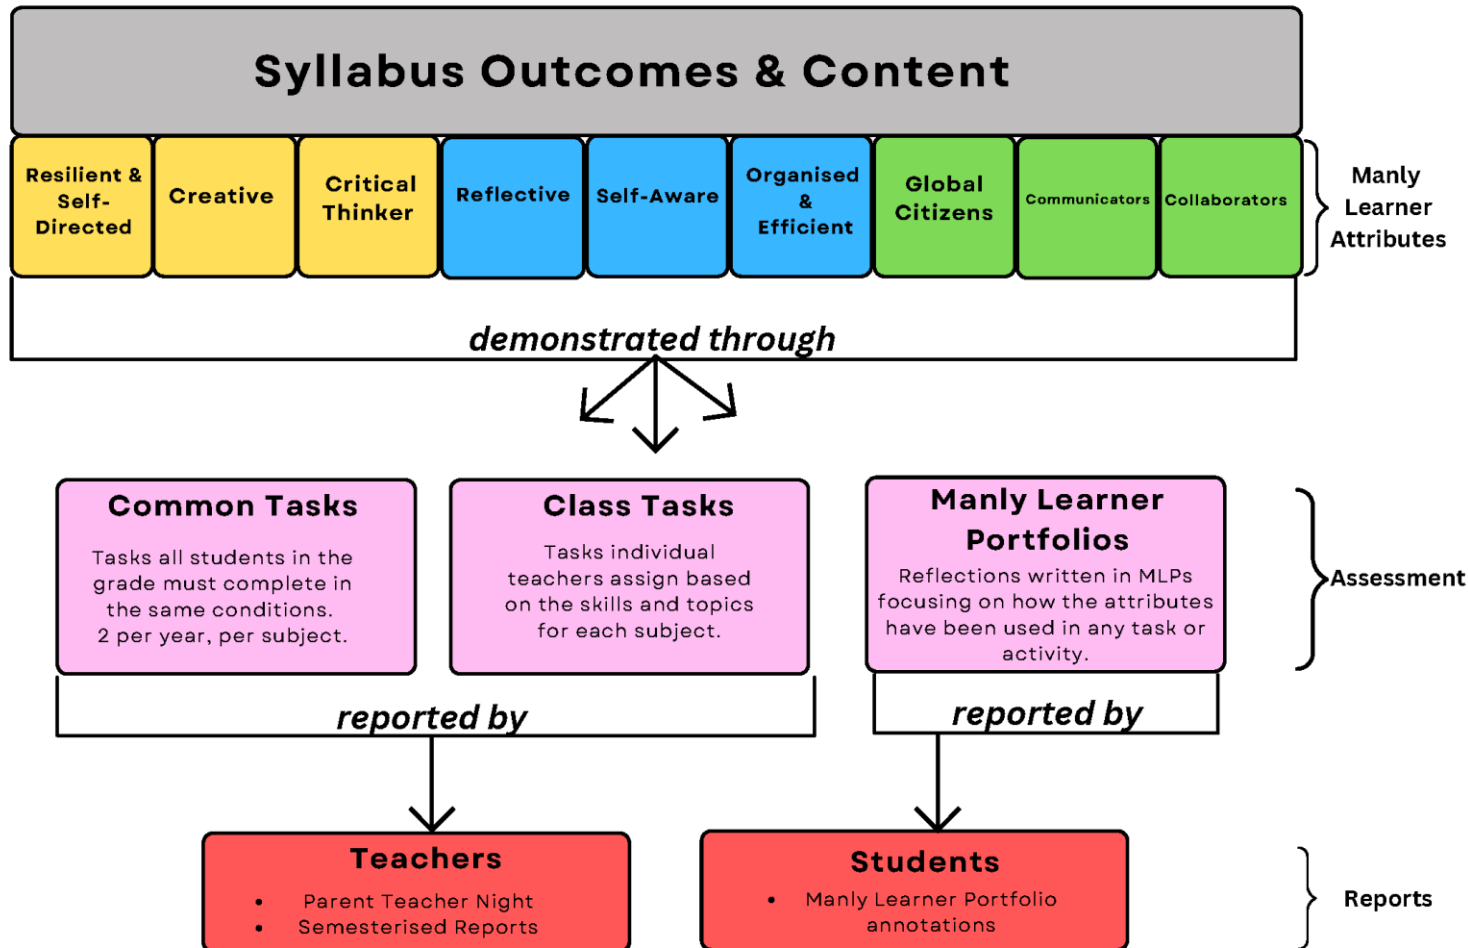 Syllabus Outcomes & Content
Resilient &
Self-
Directed
Creative
Critical
Thinker
Reflective
Self-Aware
Organised
&
Efficient
Global
Citizens
Communicators
Collaborators
Manly
Learner
Attributes
demonstrated through
Common Tasks
Tasks all students in the
grade must complete in
the same conditions.
2 per year, per subject.
Class Tasks
Tasks individual
teachers assign based
on the skills and topics
for each subject.
Manly Learner
Portfolios
Reflections written in MLPs
focusing on how the attributes
have been used in any task or
activity.
Assessment
reported by
reported by
Teachers
• Parent Teacher Night
• Semesterised Reports
Students
• Manly Learner Portfolio
annotations
Reports